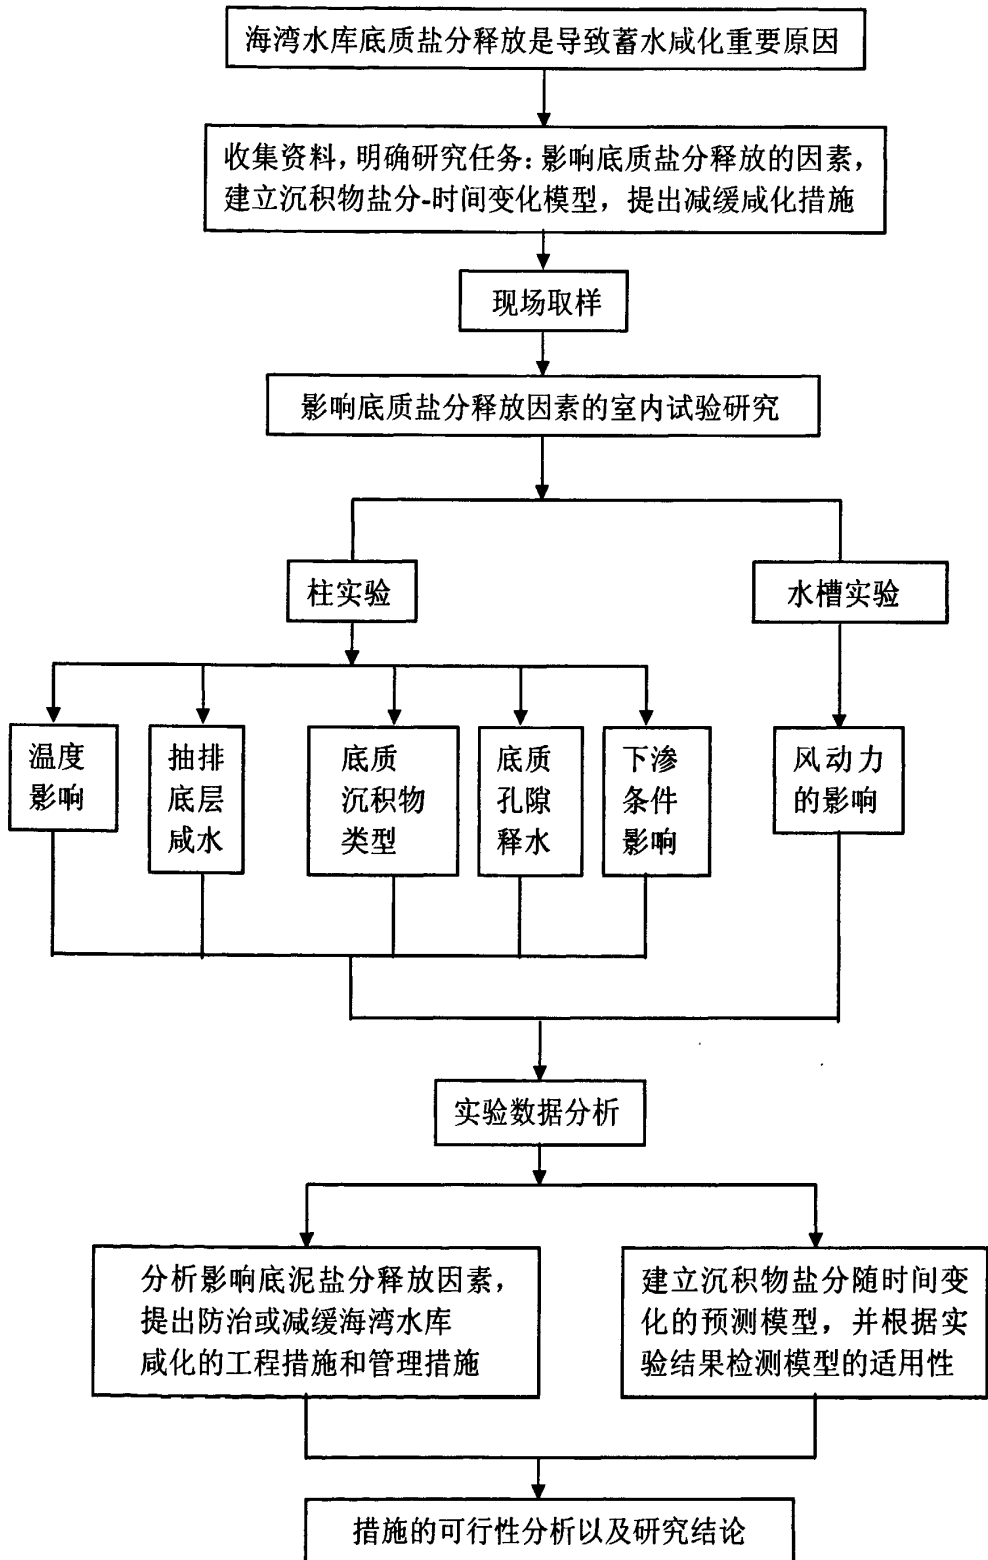 海湾水库底质盐分释放是导致蓄水咸化重要原因
收集资料，明确研究任务：影响底质盐分释放的因素，
建立沉积物盐分-时间变化模型，提出减缓咸化措施
现场取样
影响底质盐分释放因素的室内试验研究
柱实验
水槽实验
温度
影响
抽排
底层
咸水
底质
沉积物
类型
底质
孔隙
释水
下渗
条件
影响
风动力
的影响
实验数据分析
分析影响底泥盐分释放因素，
提出防治或减缓海湾水库
咸化的工程措施和管理措施
建立沉积物盐分随时间变
化的预测模型，并根据实
验结果检测模型的适用性
措施的可行性分析以及研究结论